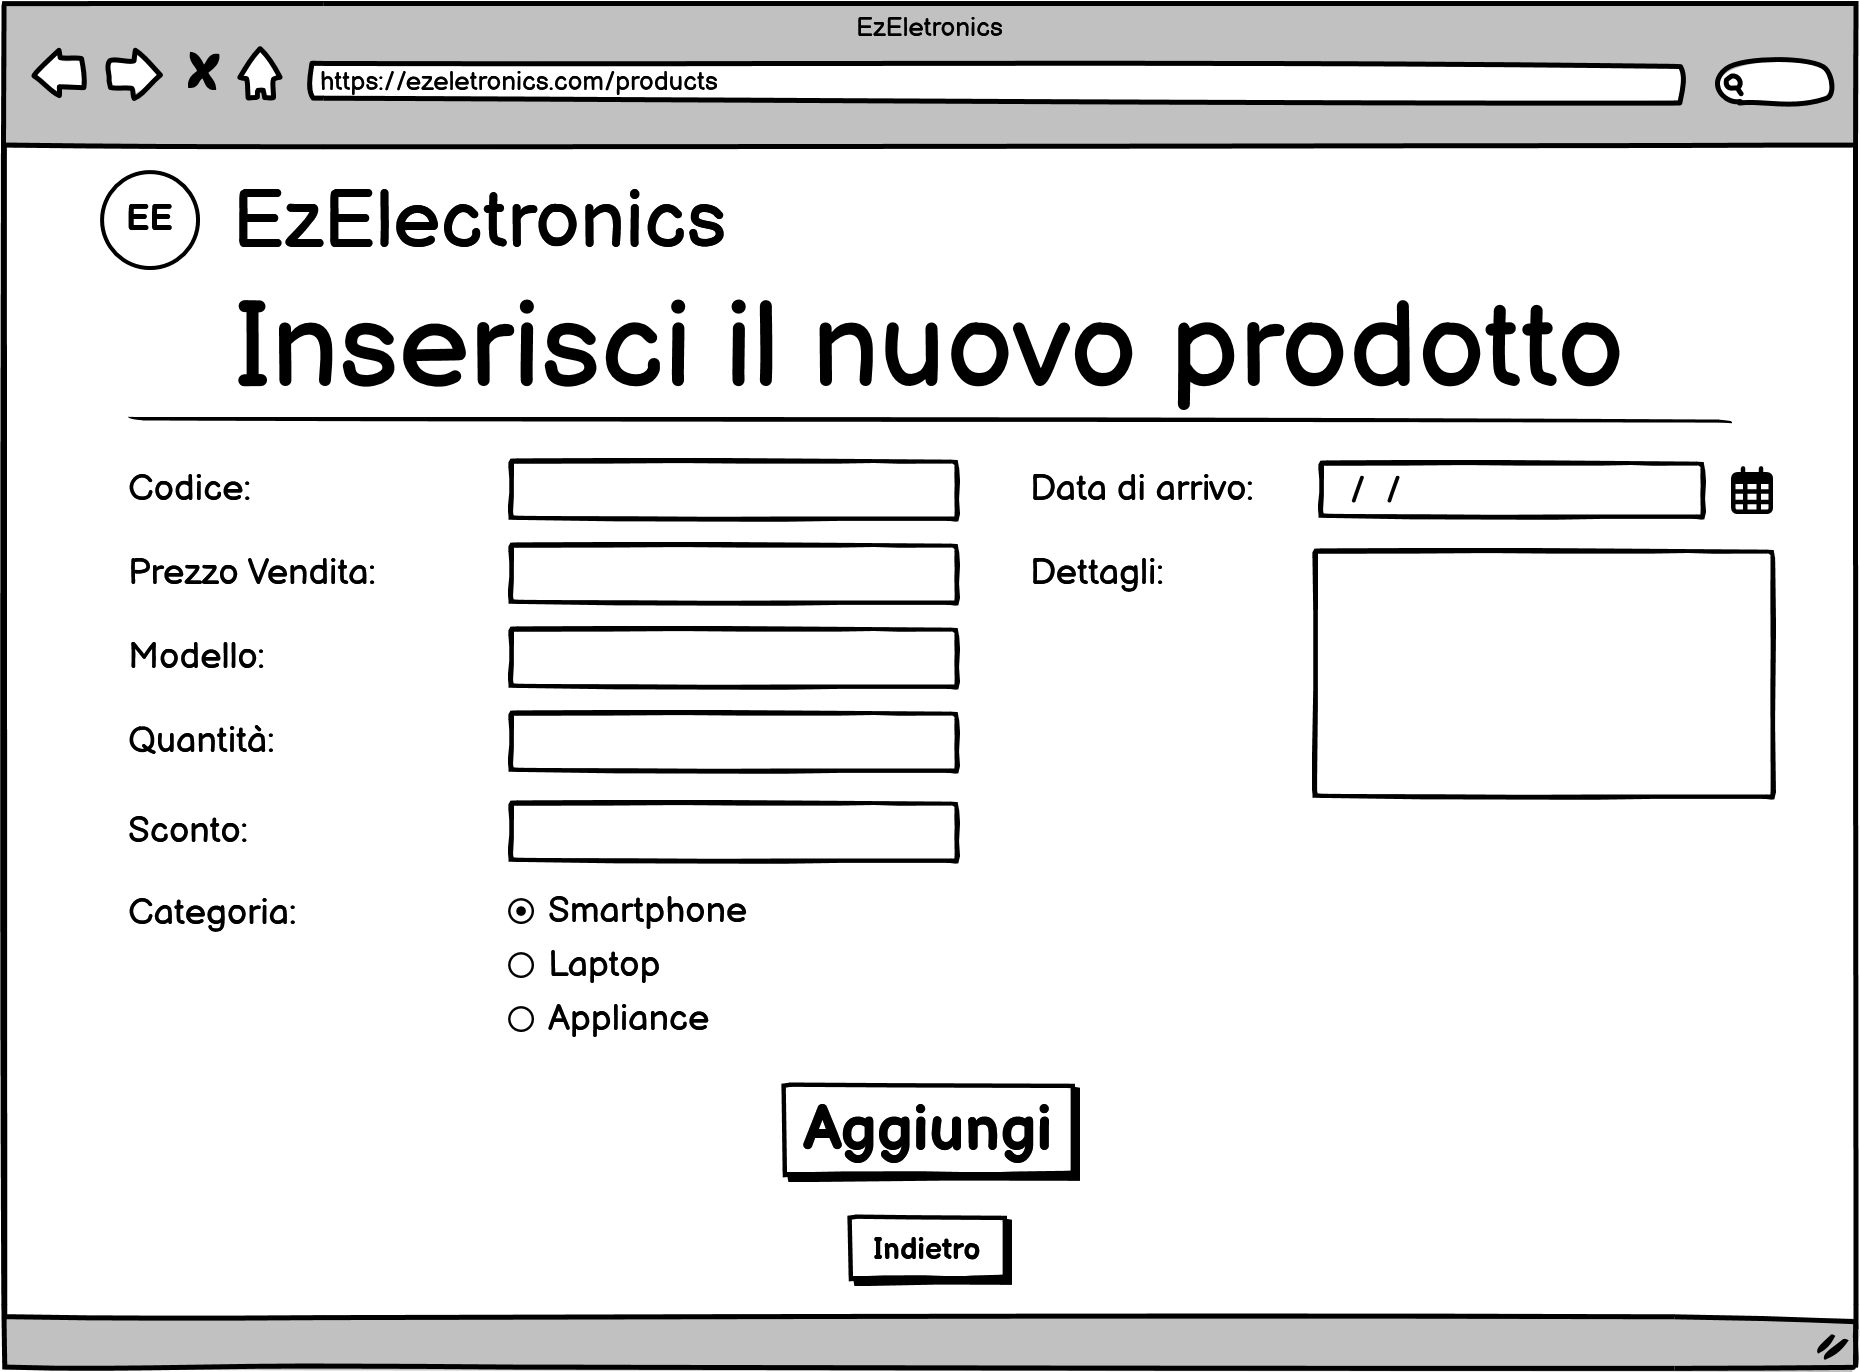 EzEletronics
https://ezeletronics.com/products
EE
EzElectronics
Inserisci il nuovo prodotto
Codice:
Data di arrivo:
/ /
Prezzo Vendita:
Dettagli:
Modello:
Quantità:
Sconto:
Categoria:
Smartphone
Laptop
Appliance
Aggiungi
Indietro